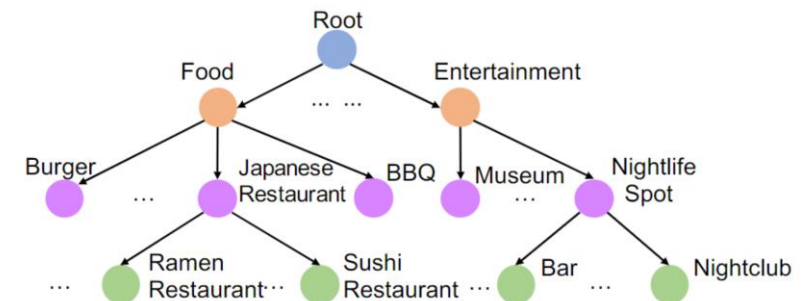 Root
Food
Entertainment
... ...
Burger
Japanese
Restaurant
BBQ
Museum
Nightlife
Spot
...
...
Ramen
Restaurant
Sushi
Restaurant
Bar
Nightclub
...
...
...
...